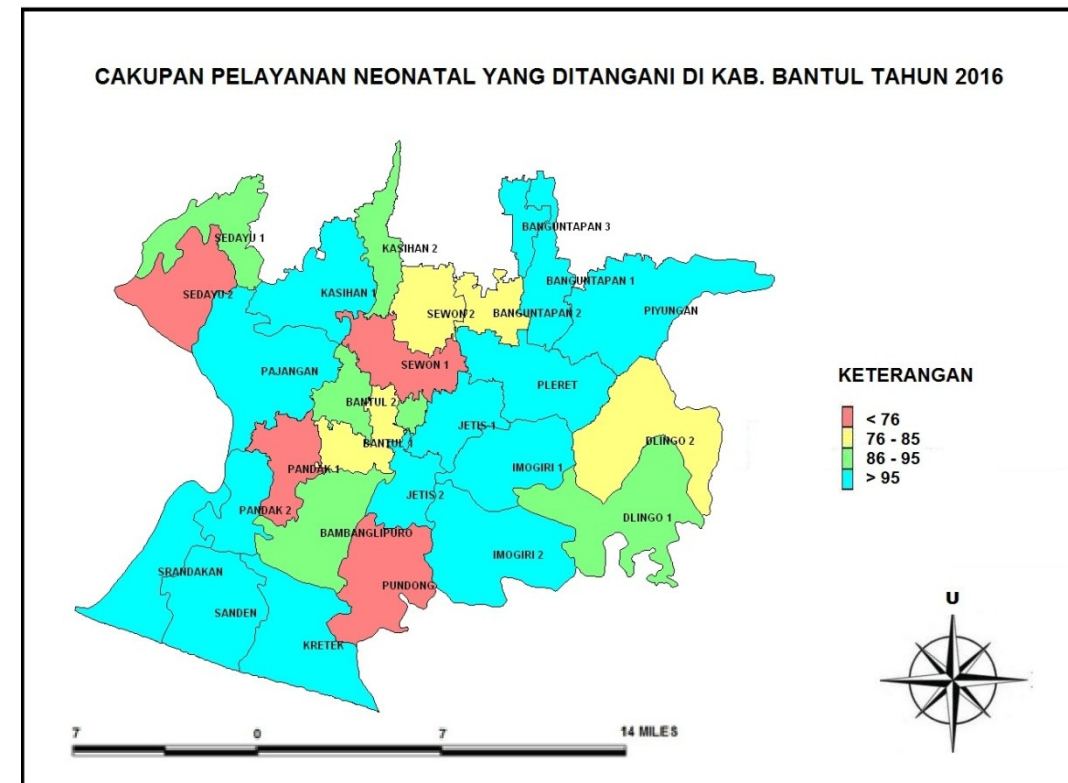 CAKUPAN PELAYANAN NEONATAL YANG DITANGANI DI KAB. BANTUL TAHUN 2016
BANGUNTAPAN 3
SEDAYU 1
KASIHAN 2
BANGUNTAPAN 1
SEDAYU 2
KASIHAN 1
SEWON 2
BANGUNTAPAN 2
PIYUNGAN
SEWON 1
PAJANGAN
PLERET
BANTUL 2
JETIS 1
BANTUL 1
DLINGO 2
PANDAK 1
IMOGIRI 1
JETIS 2
PANDAK 2
DLINGO 1
BAMBANGLIPURO
IMOGIRI 2
SRANDAKAN
PUNDONG
SANDEN
KRETEK
KETERANGAN
< 76
76 - 85
86 - 95
> 95
U
7 0 7 14 MILES